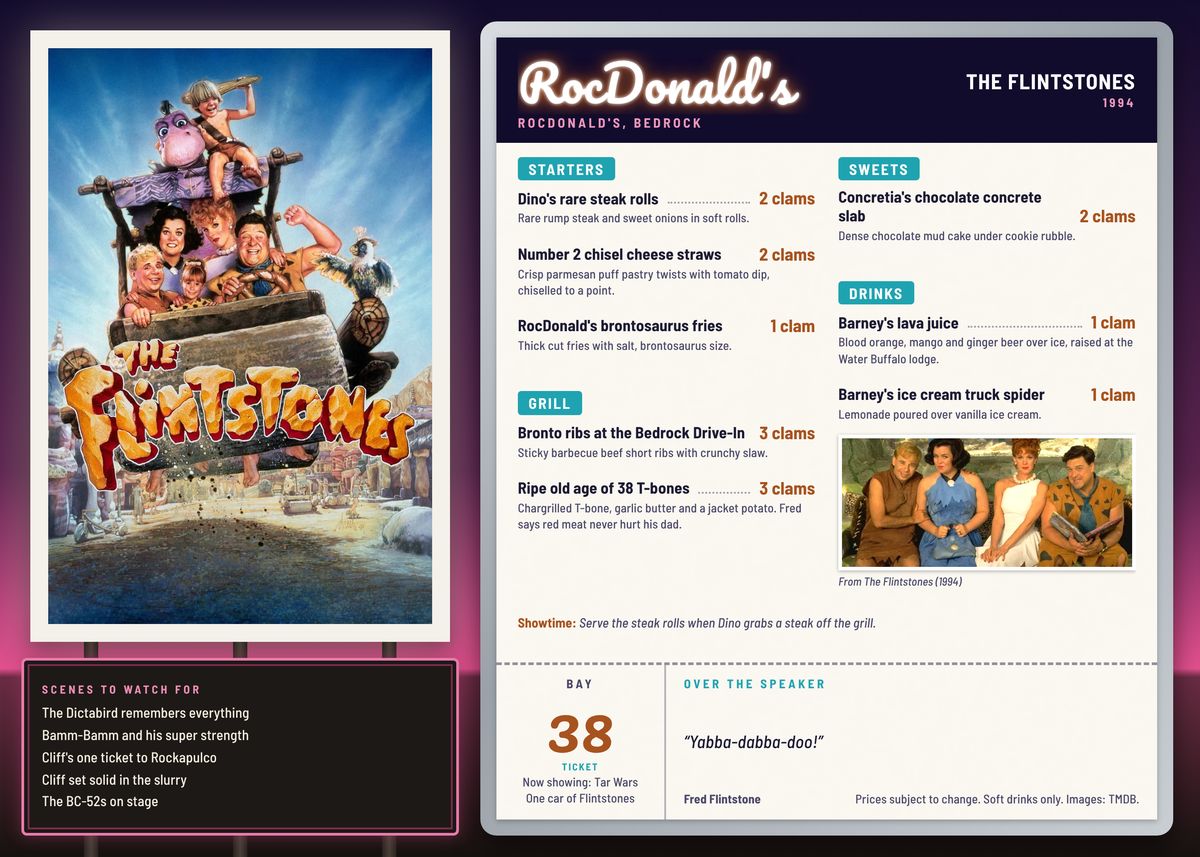 THE
FLINTSTONES
SCENES TO WATCH FOR
The Dictabird remembers everything
Bamm-Bamm and his super strength
Cliff's one ticket to Rockapulco
Cliff set solid in the slurry
The BC-52s on stage
RocDonald's
ROCDONALD'S, BEDROCK
THE FLINTSTONES
1994
STARTERS
Dino's rare steak rolls 2 clams
Rare rump steak and sweet onions in soft rolls.
Number 2 chisel cheese straws 2 clams
Crisp parmesan puff pastry twists with tomato dip,
chiselled to a point.
RocDonald's brontosaurus fries 1 clam
Thick cut fries with salt, brontosaurus size.
GRILL
Bronto ribs at the Bedrock Drive-In 3 clams
Sticky barbecue beef short ribs with crunchy slaw.
Ripe old age of 38 T-bones 3 clams
Chargrilled T-bone, garlic butter and a jacket potato. Fred
says red meat never hurt his dad.
SWEETS
Concretia's chocolate concrete
slab 2 clams
Dense chocolate mud cake under cookie rubble.
DRINKS
Barney's lava juice 1 clam
Blood orange, mango and ginger beer over ice, raised at the
Water Buffalo lodge.
Barney's ice cream truck spider 1 clam
Lemonade poured over vanilla ice cream.
From The Flintstones (1994)
Showtime: Serve the steak rolls when Dino grabs a steak off the grill.
BAY
38
TICKET
Now showing: Tar Wars
One car of Flintstones
OVER THE SPEAKER
“Yabba-dabba-doo!”
Fred Flintstone
Prices subject to change. Soft drinks only. Images: TMDB.